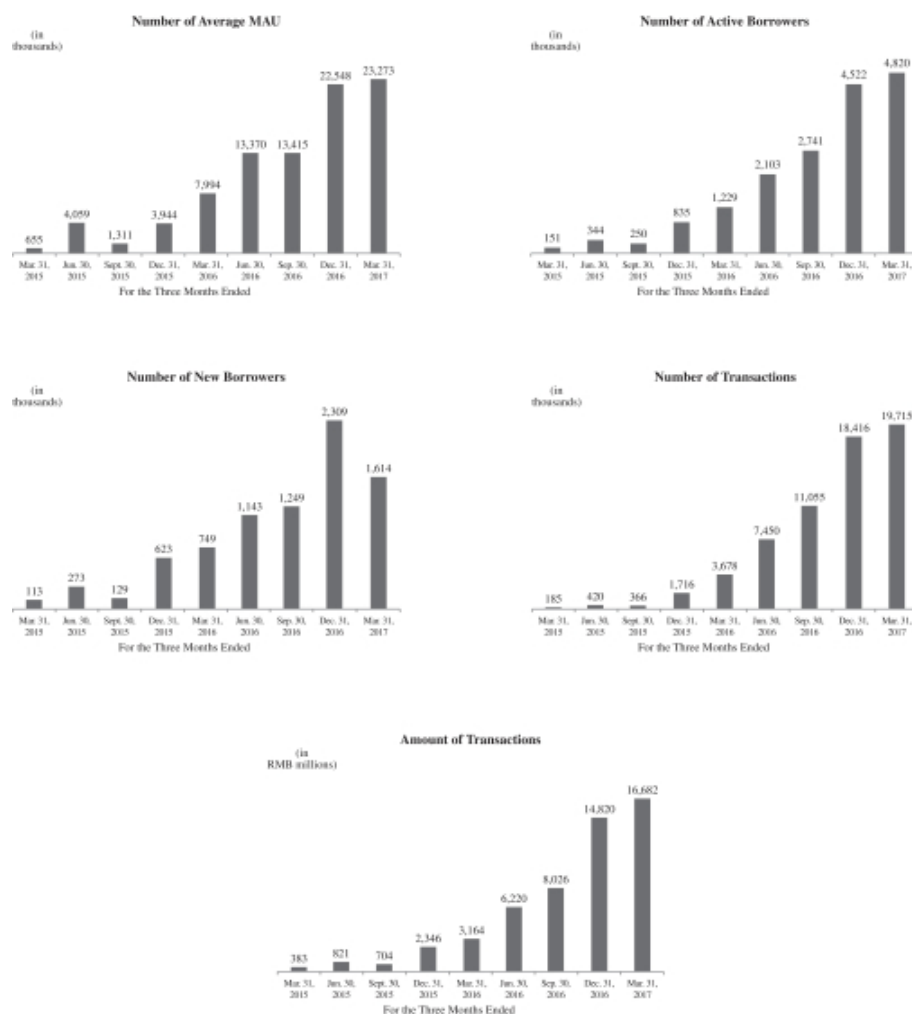 Number of Average MAU
(in
thousands)
655
4,059
1,311
3,944
7,994
13,370
13,415
22,548
23,273
Mar. 31, Jun. 30, Sept. 30, Dec. 31, Mar. 31, Jun. 30, Sep. 30, Dec. 31, Mar. 31,
2015 2015 2015 2015 2016 2016 2016 2016 2017
For the Three Months Ended
Number of Active Borrowers
(in
thousands)
151
344
250
835
1,229
2,103
2,741
4,522
4,820
Mar. 31, Jun. 30, Sept. 30, Dec. 31, Mar. 31, Jun. 30, Sep. 30, Dec. 31, Mar. 31,
2015 2015 2015 2015 2016 2016 2016 2016 2017
For the Three Months Ended
Number of New Borrowers
(in
thousands)
113
273
129
623
749
1,143
1,249
2,309
1,614
Mar. 31, Jun. 30, Sept. 30, Dec. 31, Mar. 31, Jun. 30, Sep. 30, Dec. 31, Mar. 31,
2015 2015 2015 2015 2016 2016 2016 2016 2017
For the Three Months Ended
Number of Transactions
(in
thousands)
185
420
366
1,716
3,678
7,450
11,055
18,416
19,715
Mar. 31, Jun. 30, Sept. 30, Dec. 31, Mar. 31, Jun. 30, Sep. 30, Dec. 31, Mar. 31,
2015 2015 2015 2015 2016 2016 2016 2016 2017
For the Three Months Ended
Amount of Transactions
(in
RMB millions)
383
821
704
2,346
3,164
6,220
8,026
14,820
16,682
Mar. 31, Jun. 30, Sept. 30, Dec. 31, Mar. 31, Jun. 30, Sep. 30, Dec. 31, Mar. 31,
2015 2015 2015 2015 2016 2016 2016 2016 2017
For the Three Months Ended